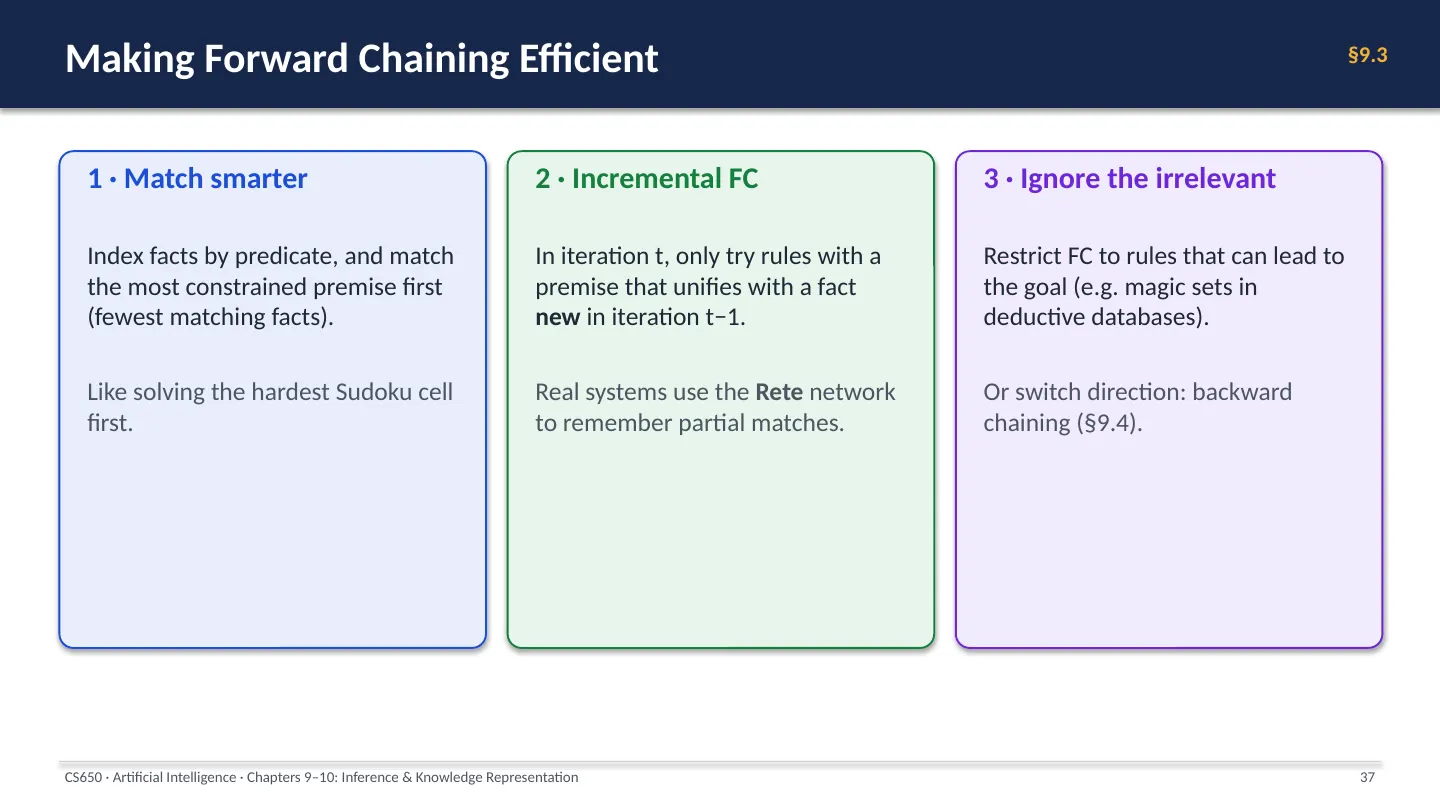 Making Forward Chaining Efficient
§9.3
1 · Match smarter
Index facts by predicate, and match
the most constrained premise first
(fewest matching facts).
Like solving the hardest Sudoku cell
first.
2 · Incremental FC
In iteration t, only try rules with a
premise that unifies with a fact
new in iteration t−1.
Real systems use the Rete network
to remember partial matches.
3 · Ignore the irrelevant
Restrict FC to rules that can lead to
the goal (e.g. magic sets in
deductive databases).
Or switch direction: backward
chaining (§9.4).
CS650 · Artificial Intelligence · Chapters 9–10: Inference & Knowledge Representation
37